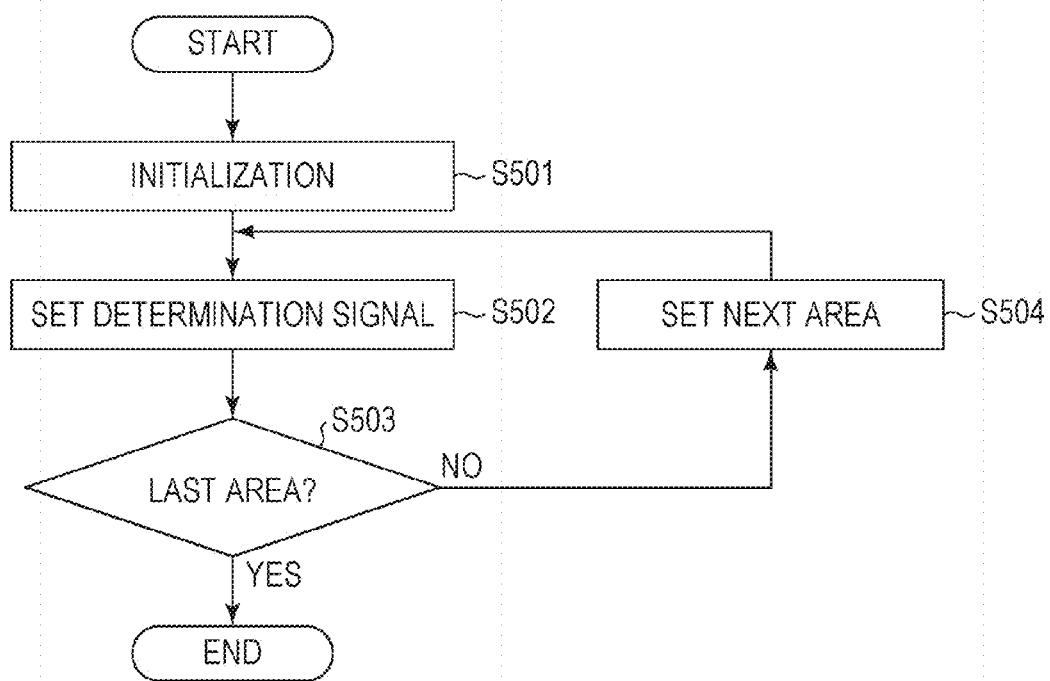 START
INITIALIZATION
S501
SET DETERMINATION SIGNAL
S502
SET NEXT AREA
S504
S503
LAST AREA?
NO
YES
END